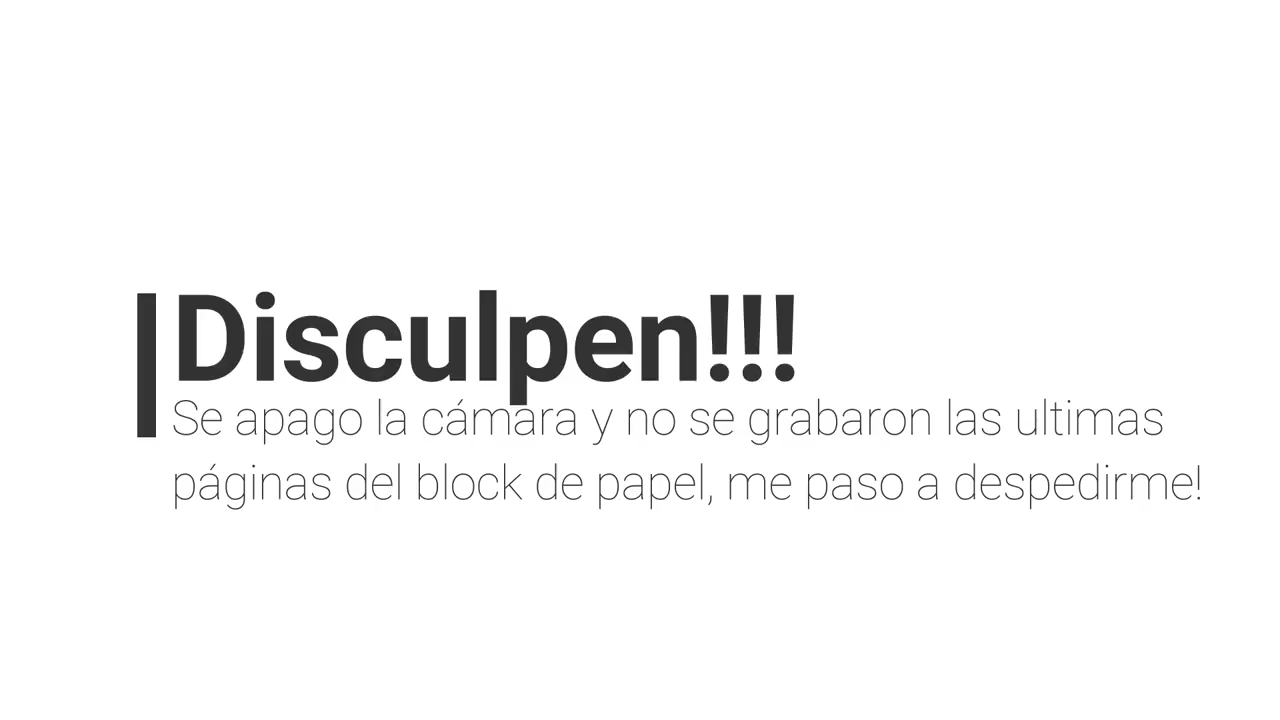 Disculpen!!!
Se apago la cámara y no se grabaron las ultimas
páginas del block de papel, me paso a despedirme!